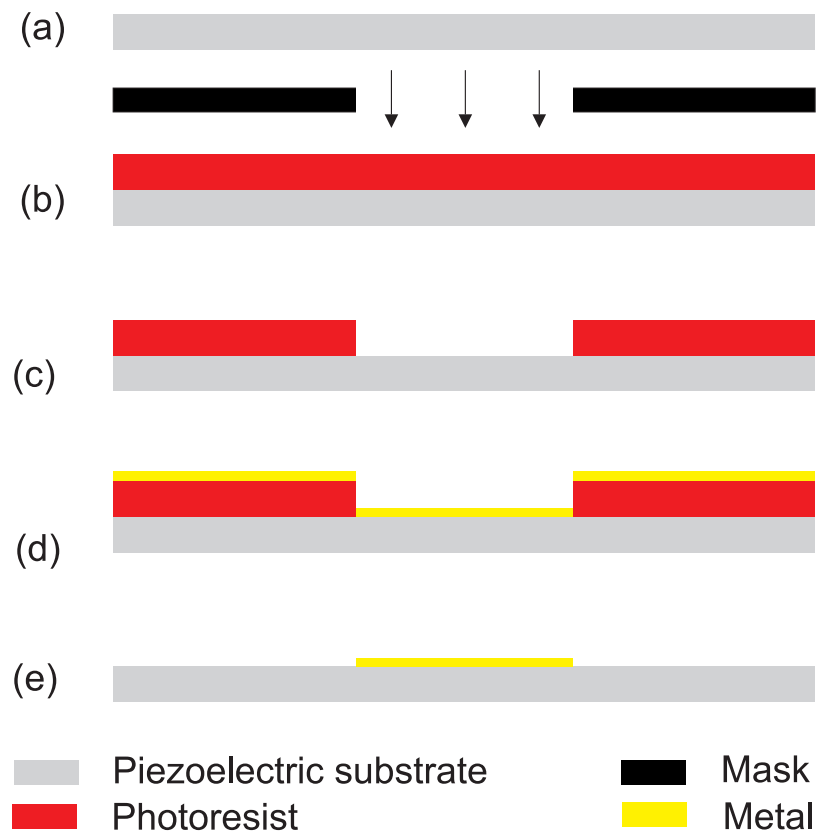 (a)
(b)
(c)
(d)
(e)
Piezoelectric substrate
Mask
Photoresist
Metal